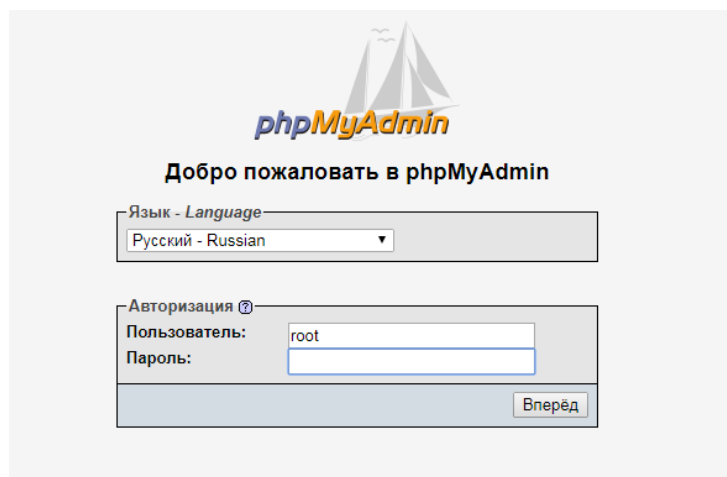 phpMyAdmin
Добро пожаловать в phpMyAdmin
Язык - Language
Русский - Russian
Авторизация
Пользователь: root
Пароль:
Вперёд